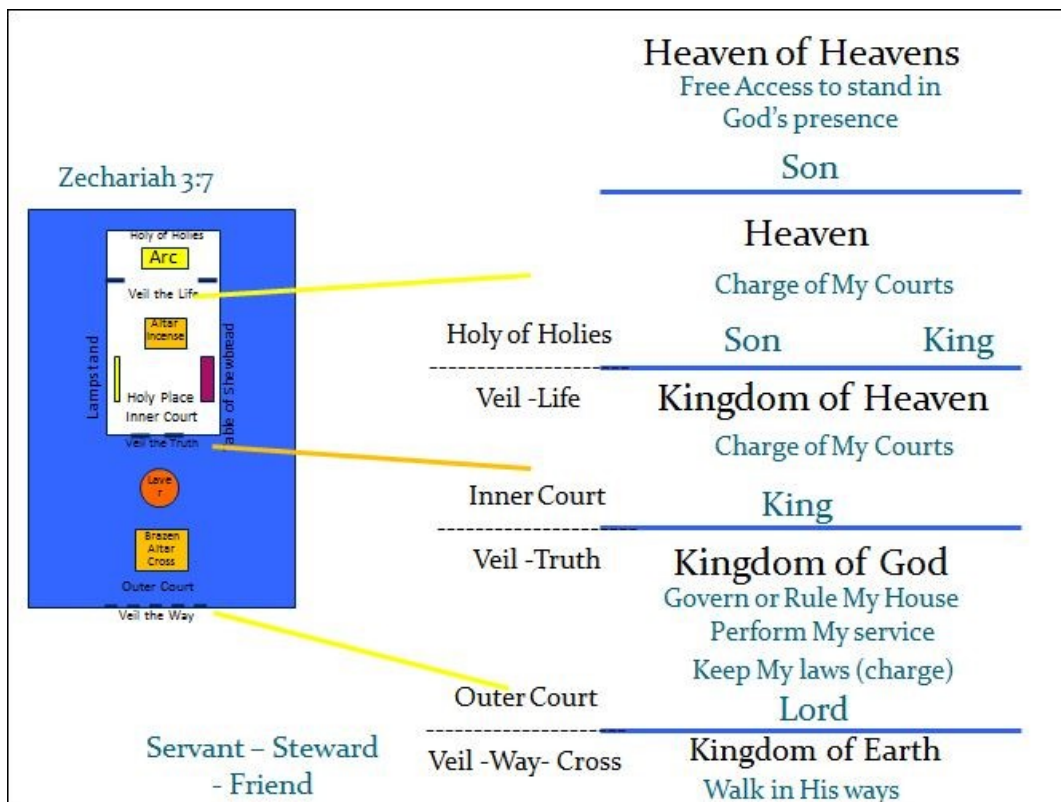 Heaven of Heavens
Free Access to stand in
God's presence
Son
Zechariah 3:7
Holy of Holies
Arc
Veil the Life
Altar
Incense
Lampstand
Table of Shewbread
Holy Place
Inner Court
Veil the Truth
Lave
r
Brazen
Altar
Cross
Outer Court
Veil the Way
Heaven
Charge of My Courts
Holy of Holies
Son
King
Veil -Life
Kingdom of Heaven
Charge of My Courts
Inner Court
King
Veil -Truth
Kingdom of God
Govern or Rule My House
Perform My service
Keep My laws (charge)
Outer Court
Lord
Servant – Steward
- Friend
Veil -Way- Cross
Kingdom of Earth
Walk in His ways